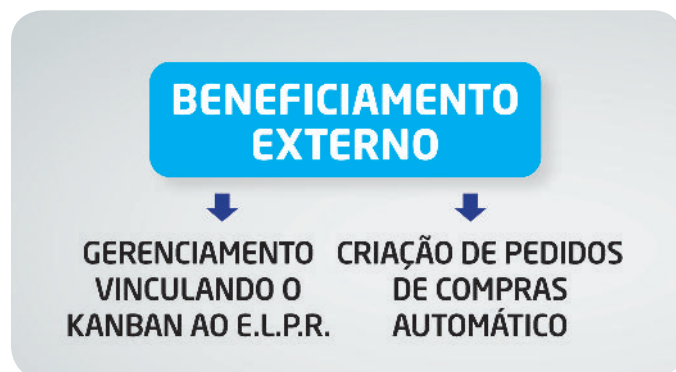 BENEFICIAMENTO
EXTERNO
GERENCIAMENTO
VINCULANDO O
KANBAN AO E.L.P.R.
CRIAÇÃO DE PEDIDOS
DE COMPRAS
AUTOMÁTICO